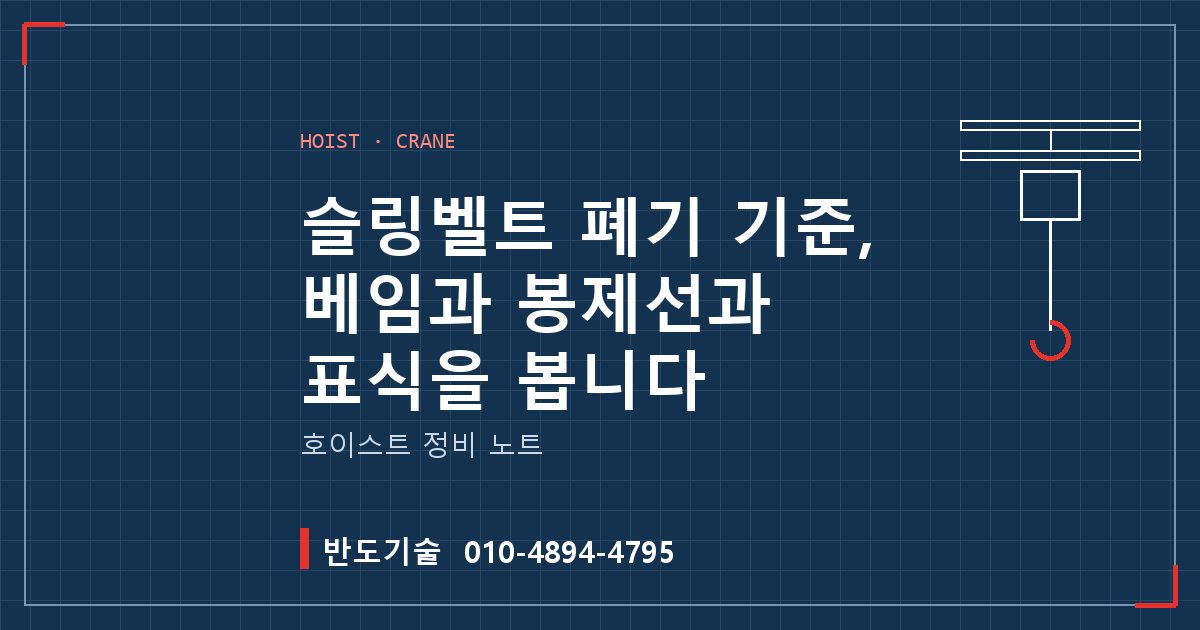 HOIST · CRANE
슬링벨트 폐기 기준,
베임과 봉제선과
표식을 봅니다
호이스트 정비 노트
반도기술 010-4894-4795